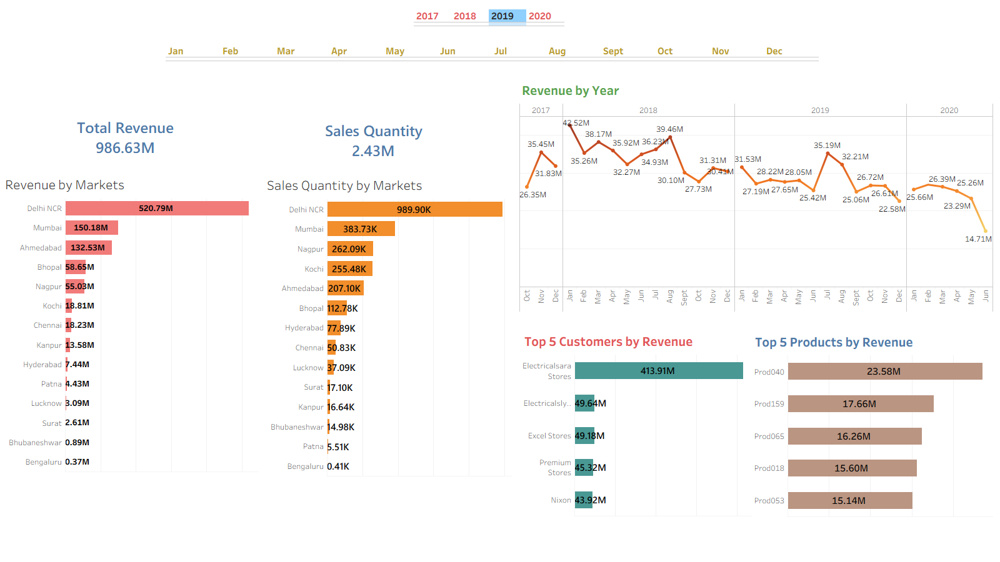 2017 2018 2019 2020
Jan Feb Mar Apr May Jun Jul Aug Sept Oct Nov Dec
Total Revenue
986.63M
Sales Quantity
2.43M
Revenue by Markets
Delhi NCR 520.79M
Mumbai 150.18M
Ahmedabad 132.53M
Bhopal 58.65M
Nagpur 55.03M
Kochi 18.81M
Chennai 18.23M
Kanpur 13.58M
Hyderabad 7.44M
Patna 4.43M
Lucknow 3.09M
Surat 2.61M
Bhubaneshwar 0.89M
Bengaluru 0.37M
Sales Quantity by Markets
Delhi NCR 989.90K
Mumbai 383.73K
Nagpur 262.09K
Kochi 255.48K
Ahmedabad 207.10K
Bhopal 112.78K
Hyderabad 77.89K
Chennai 50.83K
Lucknow 37.09K
Surat 17.10K
Kanpur 16.64K
Bhubaneshwar 14.98K
Patna 5.51K
Bengaluru 0.41K
Revenue by Year
2017 2018 2019 2020
26.35M 35.45M 31.83M
42.52M 35.26M 38.17M 35.92M 32.27M 34.93M 36.23M 39.46M 30.10M 27.73M 31.31M 30.41M
31.53M 27.19M 28.22M 27.65M 28.05M 25.42M 35.19M 32.21M 25.06M 26.72M 26.61M 22.58M
25.66M 26.39M 23.29M 25.26M 14.71M
Oct Nov Dec Jan Feb Mar Apr May Jun Jul Aug Sept Oct Nov Dec Jan Feb Mar Apr May Jun Jul Aug Sept Oct Nov Dec Jan Feb Mar Apr May Jun
Top 5 Customers by Revenue
Electricalsara
Stores 413.91M
Electricalsly.. 49.64M
Excel Stores 49.18M
Premium
Stores 45.32M
Nixon 43.92M
Top 5 Products by Revenue
Prod040 23.58M
Prod159 17.66M
Prod065 16.26M
Prod018 15.60M
Prod053 15.14M